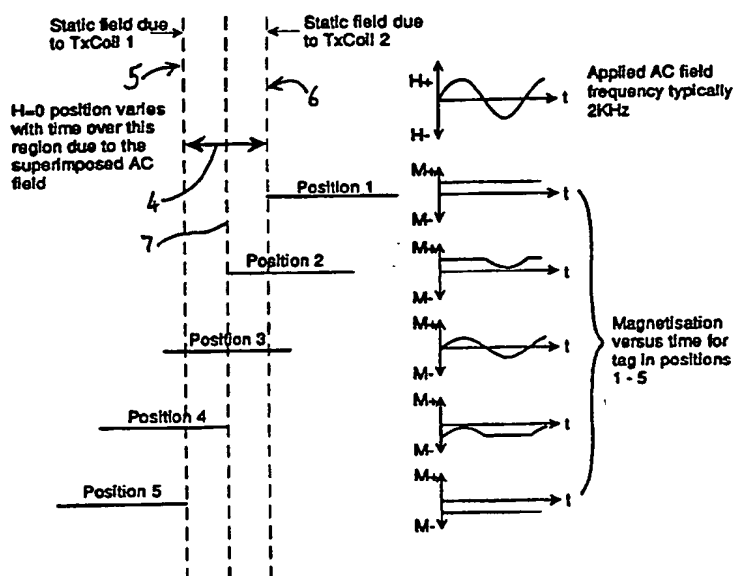 Static field due
to TxCoil 1
Static field due
to TxCoil 2
5
6
H=0 position varies
with time over this
region due to the
superimposed AC
field
4
7
H+
H-
t
Applied AC field
frequency typically
2KHz
Position 1
M+
M-
t
Position 2
M+
M-
t
Position 3
M+
M-
t
Position 4
M+
M-
t
Position 5
M+
M-
t
Magnetisation
versus time for
tag in positions
1 - 5